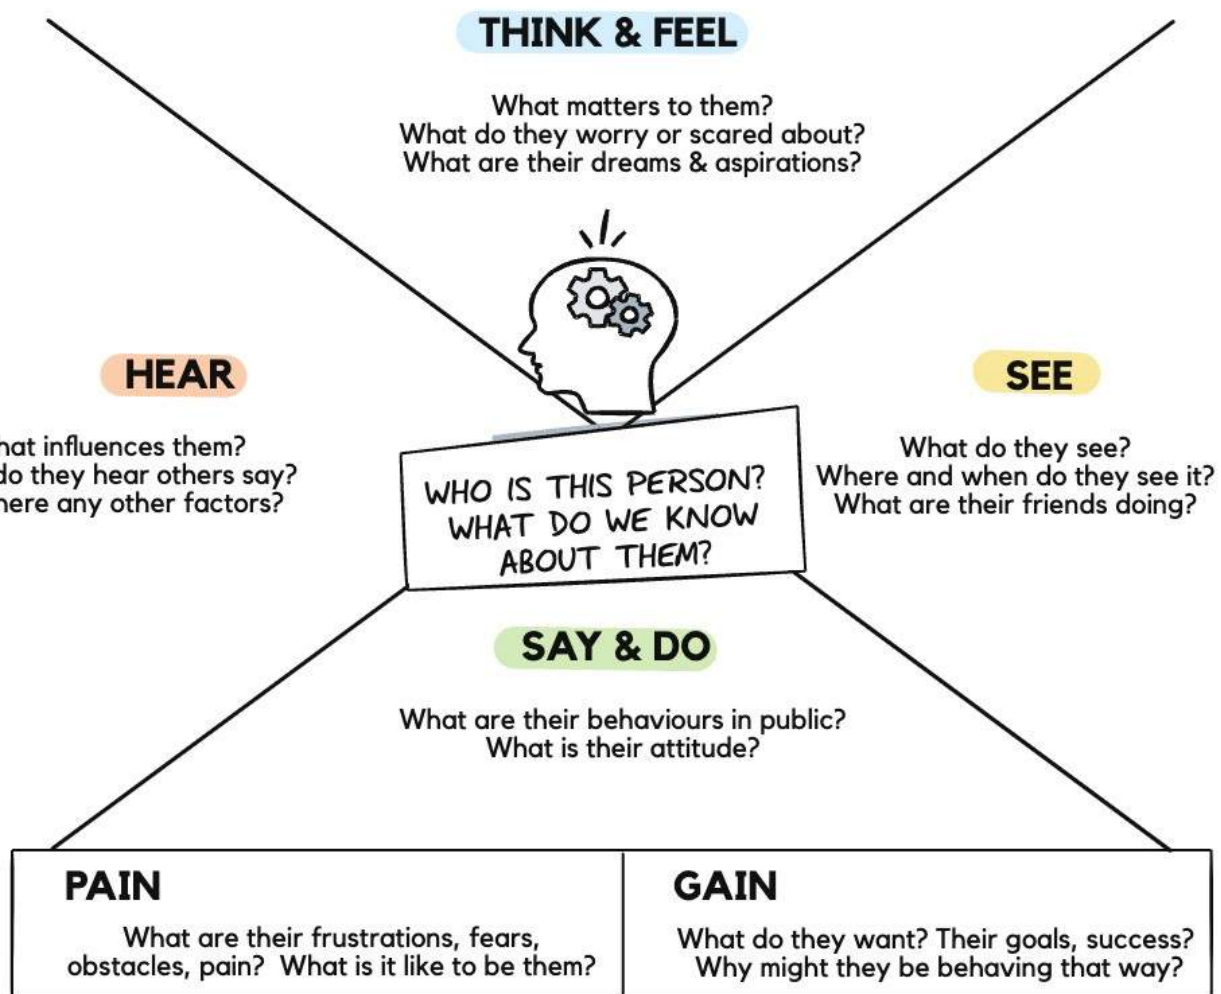 THINK & FEEL
What matters to them?
What do they worry or scared about?
What are their dreams & aspirations?
HEAR
influences them?
do they hear others say?
any other factors?
SEE
What do they see?
Where and when do they see it?
What are their friends doing?
WHO IS THIS PERSON?
WHAT DO WE KNOW
ABOUT THEM?
SAY & DO
What are their behaviours in public?
What is their attitude?
PAIN
What are their frustrations, fears,
obstacles, pain? What is it like to be them?
GAIN
What do they want? Their goals, success?
Why might they be behaving that way?